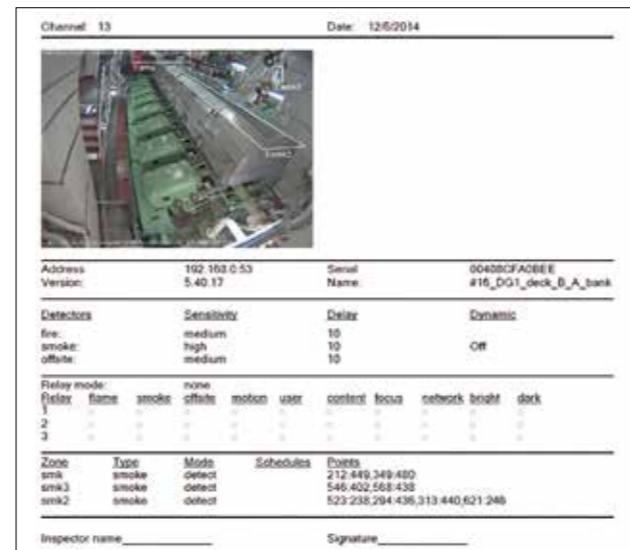 Channel: 13 Date: 12/6/2014
smk2
Address 192.168.0.53 Serial 00408CFA0BEE
Version: 5.40.17 Name: #16_DG1_deck_B_A_bank
Detectors Sensitivity Delay Dynamic
fire: medium 10
smoke: high 10 Off
offsite: medium 10
Relay mode: none
Relay flame smoke offsite motion user content focus network bright dark
1
2
3
Zone Type Mode Schedules Points
smk smoke detect 212:449,349:480
smk3 smoke detect 546:402,568:438
smk2 smoke detect 523:238,294:436,313:440,621:246
Inspector name Signature